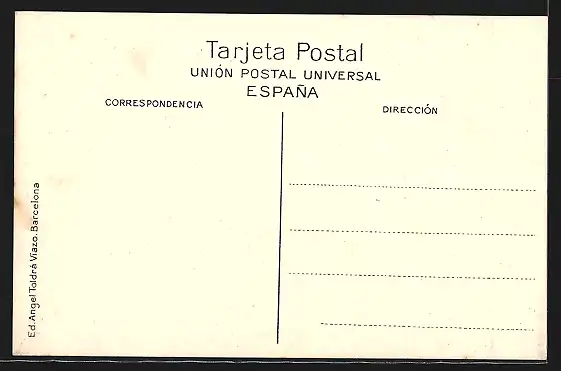 Tarjeta Postal
UNIÓN POSTAL UNIVERSAL
ESPAÑA
CORRESPONDENCIA
DIRECCIÓN
Ed. Angel Toldrá Viazo. Barcelona